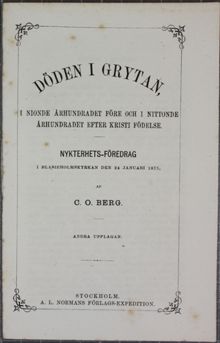 DÖDEN I GRYTAN,
I NIONDE ÅRHUNDRADET FÖRE OCH I NITTONDE
ÅRHUNDRADET EFTER KRISTI FÖDELSE.
NYKTERHETS-FÖREDRAG
I BLASIEHOLMSKYRKAN DEN 24 JANUARI 1877,
AF
C. O. BERG.
ANDRA UPPLAGAN.
STOCKHOLM.
A. L. NORMANS FÖRLAGS-EXPEDITION.